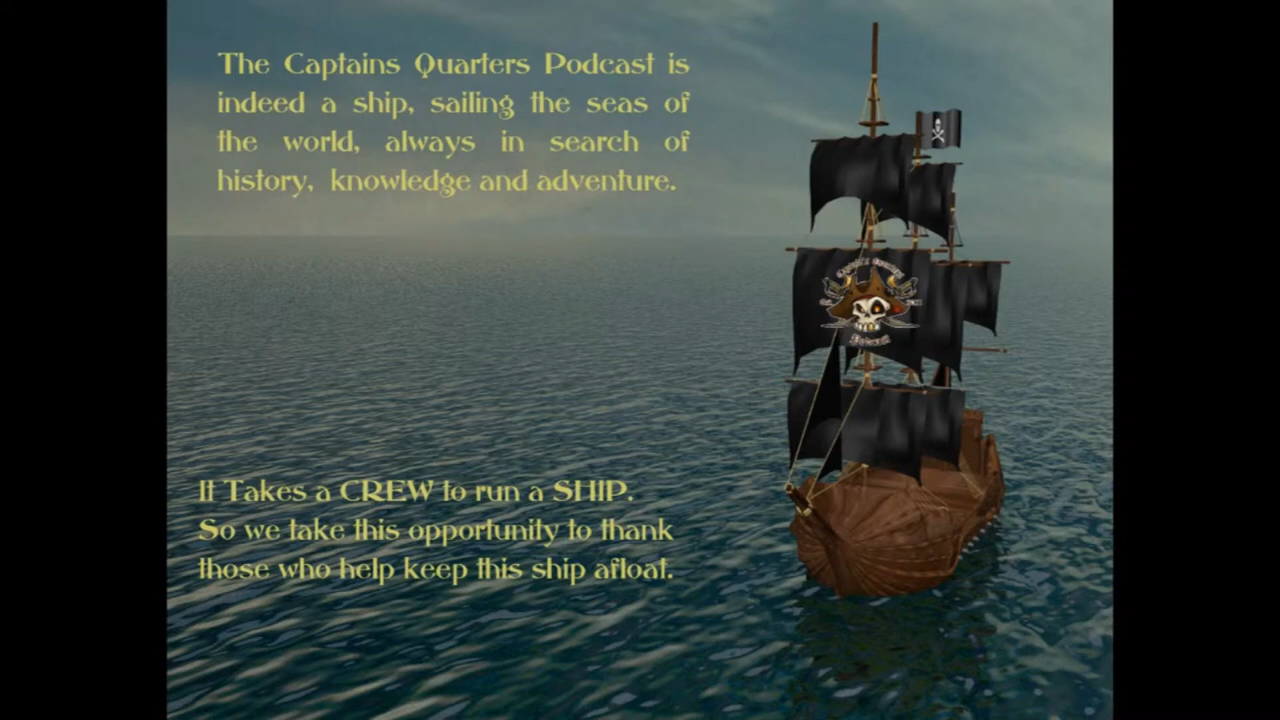 The Captains Quarters Podcast is
indeed a ship, sailing the seas of
the world, always in search of
history, knowledge and adventure.
It Takes a CREW to run a SHIP.
So we take this opportunity to thank
those who help keep this ship afloat.